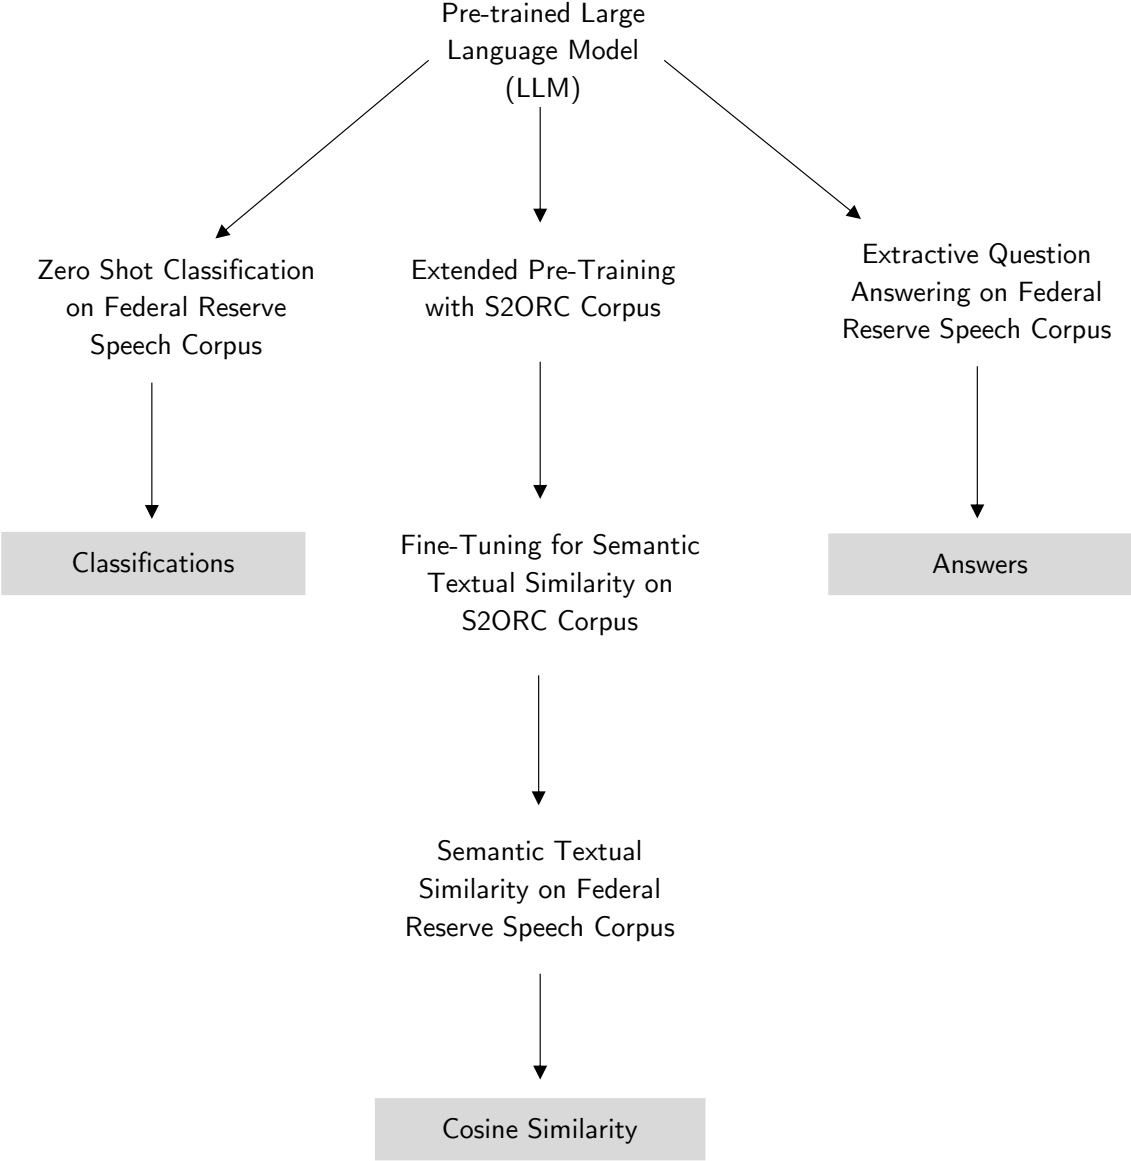 Pre-trained Large
Language Model
(LLM)
Zero Shot Classification
on Federal Reserve
Speech Corpus
Extended Pre-Training
with S2ORC Corpus
Extractive Question
Answering on Federal
Reserve Speech Corpus
Classifications
Fine-Tuning for Semantic
Textual Similarity on
S2ORC Corpus
Answers
Semantic Textual
Similarity on Federal
Reserve Speech Corpus
Cosine Similarity